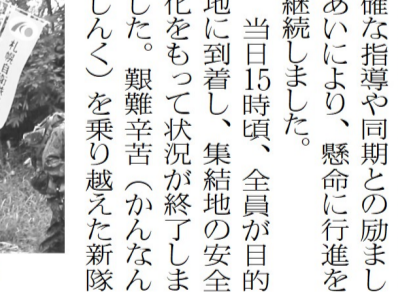 確な指導や同期との励まし
あいにより、懸命に行進を
継続しました。
当日15時頃、全員が目的
地に到着し、集結地の安全
化をもって状況が終了しま
した。艱難辛苦（かんなん
しんく）を乗り越えた新隊
札幌自衛